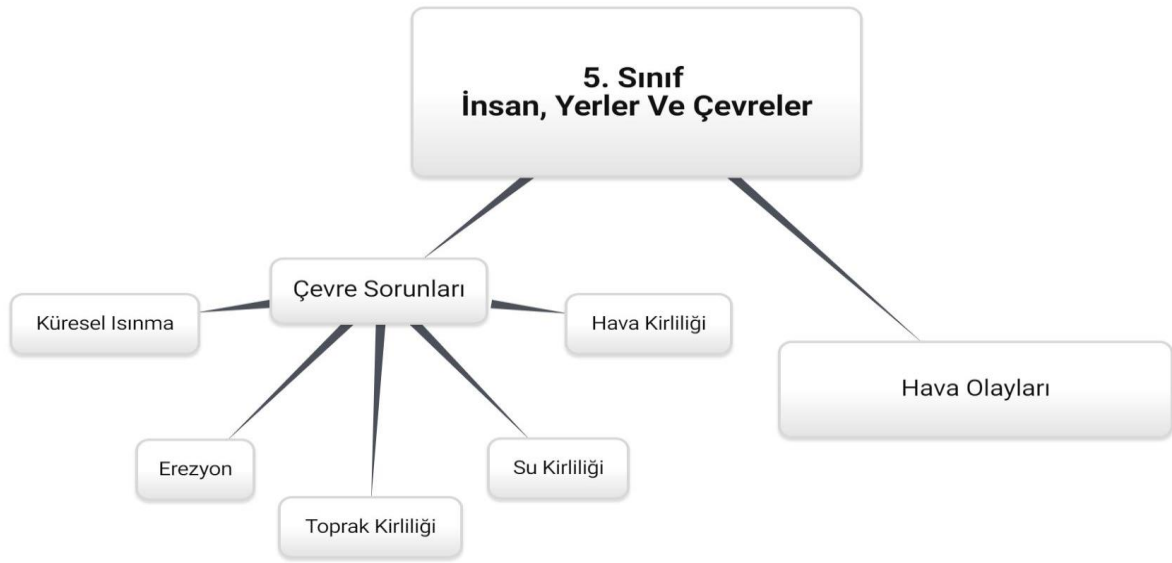 5. Sınıf
İnsan, Yerler Ve Çevreler
Çevre Sorunları
Küresel Isınma
Hava Kirliliği
Hava Olayları
Erezyon
Su Kirliliği
Toprak Kirliliği